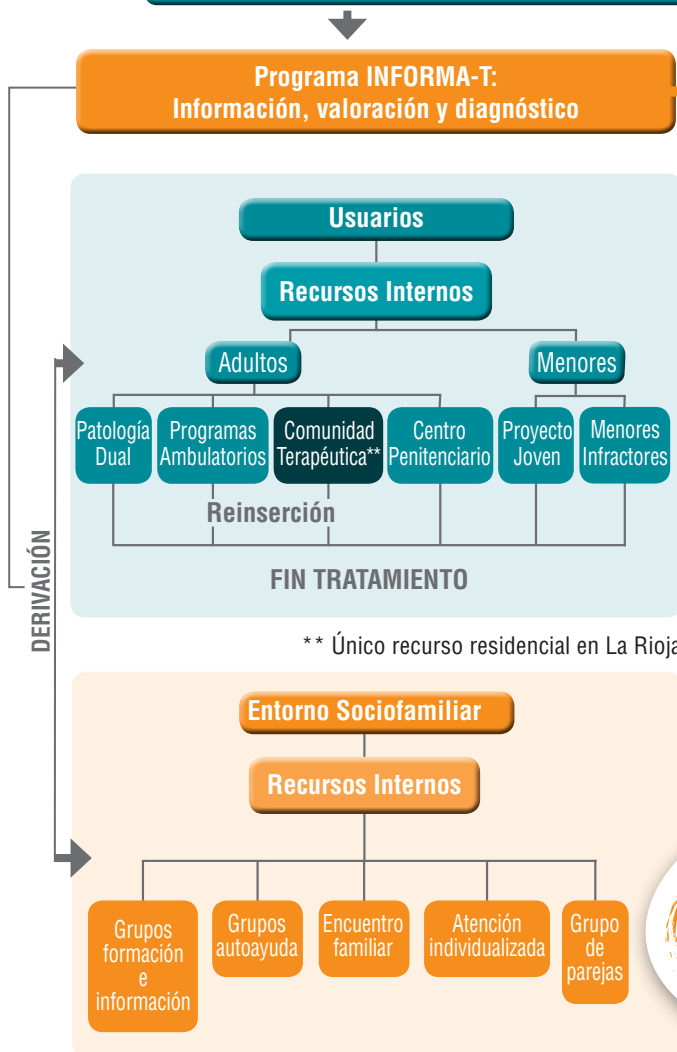 Programa INFORMA-T:
Información, valoración y diagnóstico
Usuarios
Recursos Internos
Adultos
Menores
Patología
Dual
Programas
Ambulatorios
Comunidad
Terapéutica**
Centro
Penitenciario
Proyecto
Joven
Menores
Infractores
Reinserción
FIN TRATAMIENTO
DERIVACIÓN
** Único recurso residencial en La Rioja
Entorno Sociofamiliar
Recursos Internos
Grupos
formación
e
información
Grupos
autoayuda
Encuentro
familiar
Atención
individualizada
Grupo
de
parejas